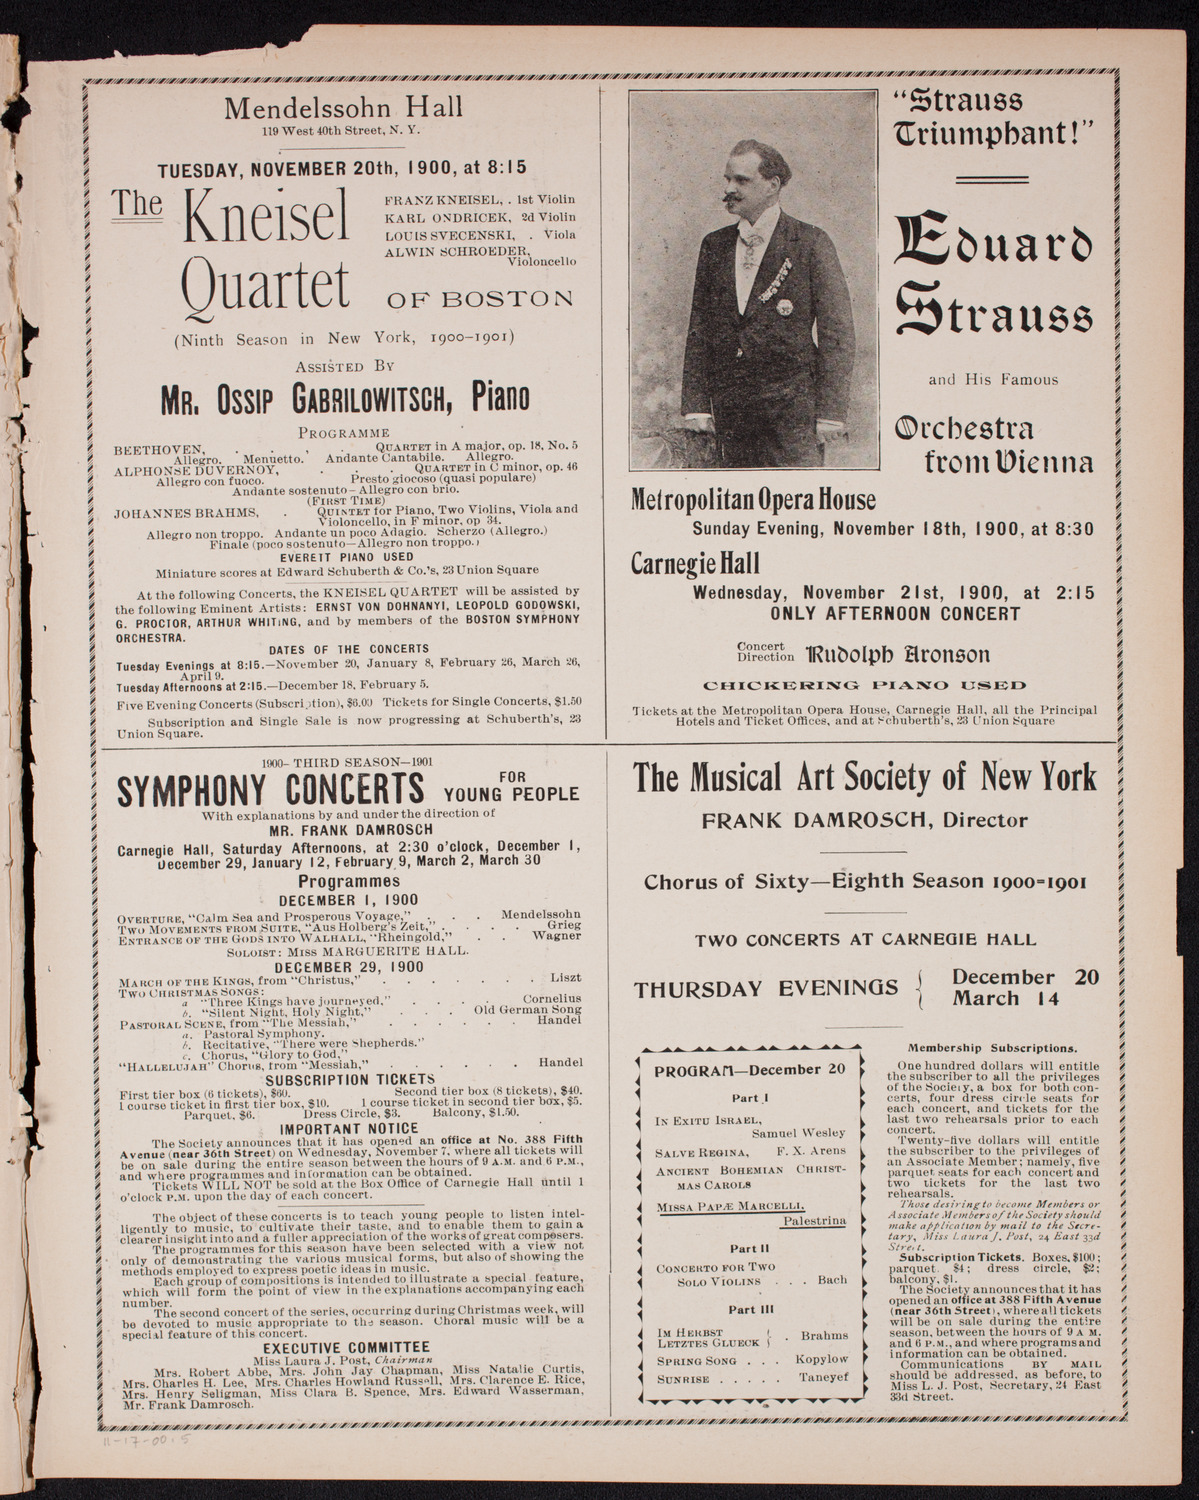 Mendelssohn Hall
119 West 40th Street, N. Y.
TUESDAY, NOVEMBER 20th, 1900, at 8:15
The Kneisel
Quartet
FRANZ KNEISEL, . 1st Violin
KARL ONDRICEK, 2d Violin
LOUIS SVECENSKI, . Viola
ALWIN SCHROEDER,
Violoncello
OF BOSTON
(Ninth Season in New York, 1900–1901)
ASSISTED BY
MR. OSSIP GABRILOWITSCH, Piano
PROGRAMME
BEETHOVEN, . . . . QUARTET in A major, op. 18, No. 5
Allegro. Menuetto. Andante Cantabile. Allegro.
ALPHONSE DUVERNOY, . . . QUARTET in C minor, op. 46
Allegro con fuoco. Presto giocoso (quasi populare)
Andante sostenuto–Allegro con brio.
(FIRST TIME)
JOHANNES BRAHMS, . QUINTET for Piano, Two Violins, Viola and
Violoncello, in F minor, op 34.
Allegro non troppo. Andante un poco Adagio. Scherzo (Allegro.)
Finale (poco sostenuto—Allegro non troppo.)
EVERETT PIANO USED
Miniature scores at Edward Schuberth & Co.'s, 23 Union Square
At the following Concerts, the KNEISEL QUARTET will be assisted by
the following Eminent Artists: ERNST VON DOHNANYI, LEOPOLD GODOWSKI,
G. PROCTOR, ARTHUR WHITING, and by members of the BOSTON SYMPHONY
ORCHESTRA.
DATES OF THE CONCERTS
Tuesday Evenings at 8:15.—November 20, January 8, February 26, March 26,
April 9.
Tuesday Afternoons at 2:15.—December 18, February 5.
Five Evening Concerts (Subscription), $6.00 Tickets for Single Concerts, $1.50
Subscription and Single Sale is now progressing at Schuberth's, 23
Union Square.
"Strauss
Triumphant!"
Eduard
Strauss
and His Famous
Orchestra
from Vienna
Metropolitan Opera House
Sunday Evening, November 18th, 1900, at 8:30
Carnegie Hall
Wednesday, November 21st, 1900, at 2:15
ONLY AFTERNOON CONCERT
Concert
Direction Rudolph Aronson
CHICKERING PIANO USED
Tickets at the Metropolitan Opera House, Carnegie Hall, all the Principal
Hotels and Ticket Offices, and at Schuberth's, 23 Union Square
1900– THIRD SEASON—1901
SYMPHONY CONCERTS FOR
YOUNG PEOPLE
With explanations by and under the direction of
MR. FRANK DAMROSCH
Carnegie Hall, Saturday Afternoons, at 2:30 o'clock, December 1,
December 29, January 12, February 9, March 2, March 30
Programmes
DECEMBER 1, 1900
OVERTURE, "Calm Sea and Prosperous Voyage," . . . Mendelssohn
TWO MOVEMENTS FROM SUITE, "Aus Holberg's Zeit," . . . . Grieg
ENTRANCE OF THE GODS INTO WALHALL, "Rheingold," . . Wagner
SOLOIST: MISS MARGUERITE HALL.
DECEMBER 29, 1900
MARCH OF THE KINGS, from "Christus," . . . . . . . Liszt
TWO CHRISTMAS SONGS:
a "Three Kings have journeyed," . . . . Cornelius
b. "Silent Night, Holy Night," . . . Old German Song
PASTORAL SCENE, from "The Messiah," . . . . . . Handel
a. Pastoral Symphony.
b. Recitative, "There were Shepherds."
c. Chorus, "Glory to God,"
"HALLELUJAH" Chorus, from "Messiah," . . . . . . Handel
SUBSCRIPTION TICKETS
First tier box (6 tickets), $60. Second tier box (8 tickets), $40.
1 course ticket in first tier box, $10. 1 course ticket in second tier box, $5.
Parquet, $6. Dress Circle, $3. Balcony, $1.50.
IMPORTANT NOTICE
The Society announces that it has opened an office at No. 388 Fifth
Avenue (near 36th Street) on Wednesday, November 7, where all tickets will
be on sale during the entire season between the hours of 9 A.M. and 6 P.M.,
and where programmes and information can be obtained.
Tickets WILL NOT be sold at the Box Office of Carnegie Hall until 1
o'clock P.M. upon the day of each concert.
The object of these concerts is to teach young people to listen intel-
ligently to music, to cultivate their taste, and to enable them to gain a
clearer insight into and a fuller appreciation of the works of great composers.
The programmes for this season have been selected with a view not
only of demonstrating the various musical forms, but also of showing the
methods employed to express poetic ideas in music.
Each group of compositions is intended to illustrate a special feature,
which will form the point of view in the explanations accompanying each
number.
The second concert of the series, occurring during Christmas week, will
be devoted to music appropriate to the season. Choral music will be a
special feature of this concert.
EXECUTIVE COMMITTEE
Miss Laura J. Post, Chairman
Mrs. Robert Abbe, Mrs. John Jay Chapman, Miss Natalie Curtis,
Mrs. Charles H. Lee, Mrs. Charles Howland Russell, Mrs. Clarence E. Rice,
Mrs. Henry Seligman, Miss Clara B. Spence, Mrs. Edward Wasserman,
Mr. Frank Damrosch.
The Musical Art Society of New York
FRANK DAMROSCH, Director
Chorus of Sixty—Eighth Season 1900=1901
TWO CONCERTS AT CARNEGIE HALL
THURSDAY EVENINGS { December 20
March 14
PROGRAM—December 20
Part I
IN EXITU ISRAEL,
Samuel Wesley
SALVE REGINA, F. X. Arens
ANCIENT BOHEMIAN CHRIST-
MAS CAROLS
MISSA PAPÆ MARCELLI,
Palestrina
Part II
CONCERTO FOR TWO
SOLO VIOLINS . . . Bach
Part III
IM HERBST
LETZTES GLUECK } . Brahms
SPRING SONG . . . Kopylow
SUNRISE . . . . . Taneyef
Membership Subscriptions.
One hundred dollars will entitle
the subscriber to all the privileges
of the Society, a box for both con-
certs, four dress circle seats for
each concert, and tickets for the
last two rehearsals prior to each
concert.
Twenty-five dollars will entitle
the subscriber to the privileges of
an Associate Member; namely, five
parquet seats for each concert and
two tickets for the last two
rehearsals.
Those desiring to become Members or
Associate Members of the Society should
make application by mail to the Secre-
tary, Miss Laura J. Post, 24 East 33d
Street.
Subscription Tickets. Boxes, $100;
parquet. $4; dress circle, $2;
balcony, $1.
The Society announces that it has
opened an office at 388 Fifth Avenue
(near 36th Street), where all tickets
will be on sale during the entire
season, between the hours of 9 A M.
and 6 P.M., and where programs and
information can be obtained.
Communications BY MAIL
should be addressed, as before, to
Miss L. J. Post, Secretary, 24 East
33d Street.
11-17-00.5